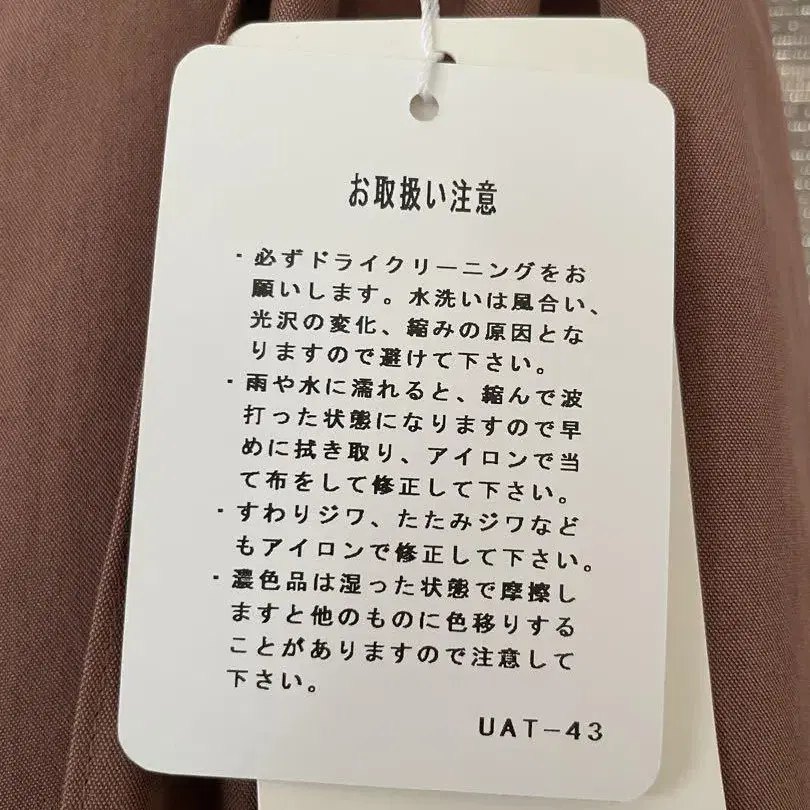 お取扱い注意
・必ずドライクリーニングをお
願いします。水洗いは風合い、
光沢の変化、縮みの原因とな
りますので避けて下さい。
・雨や水に濡れると、縮んで波
打った状態になりますので早
めに拭き取り、アイロンで当
て布をして修正して下さい。
・すわりジワ、たたみジワなど
もアイロンで修正して下さい。
・濃色品は湿った状態で摩擦し
ますと他のものに色移りする
ことがありますので注意して
下さい。
UAT-43